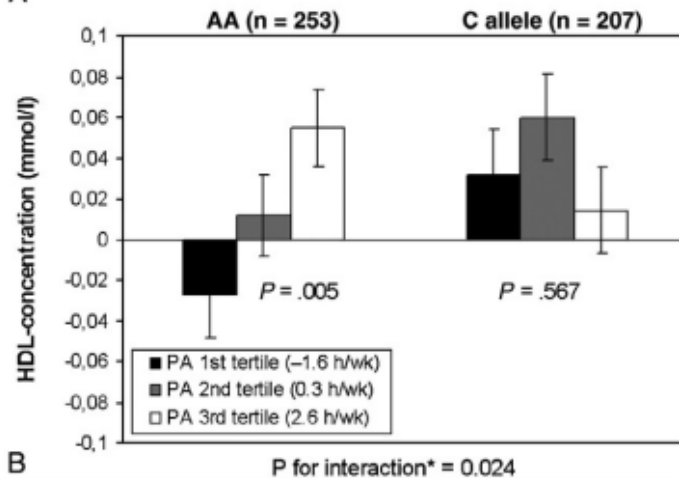 AA (n = 253) C allele (n = 207)
0,1
0,08
0,06
0,04
0,02
0
-0,02
-0,04
-0,06
-0,08
-0,1
HDL-concentration (mmol/l)
P = .005 P = .567
PA 1st tertile (–1.6 h/wk)
PA 2nd tertile (0.3 h/wk)
PA 3rd tertile (2.6 h/wk)
B P for interaction* = 0.024